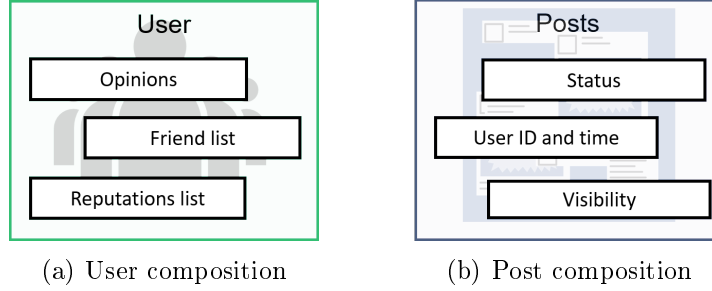 User
Opinions
Friend list
Reputations list
(a) User composition
Posts
Status
User ID and time
Visibility
(b) Post composition